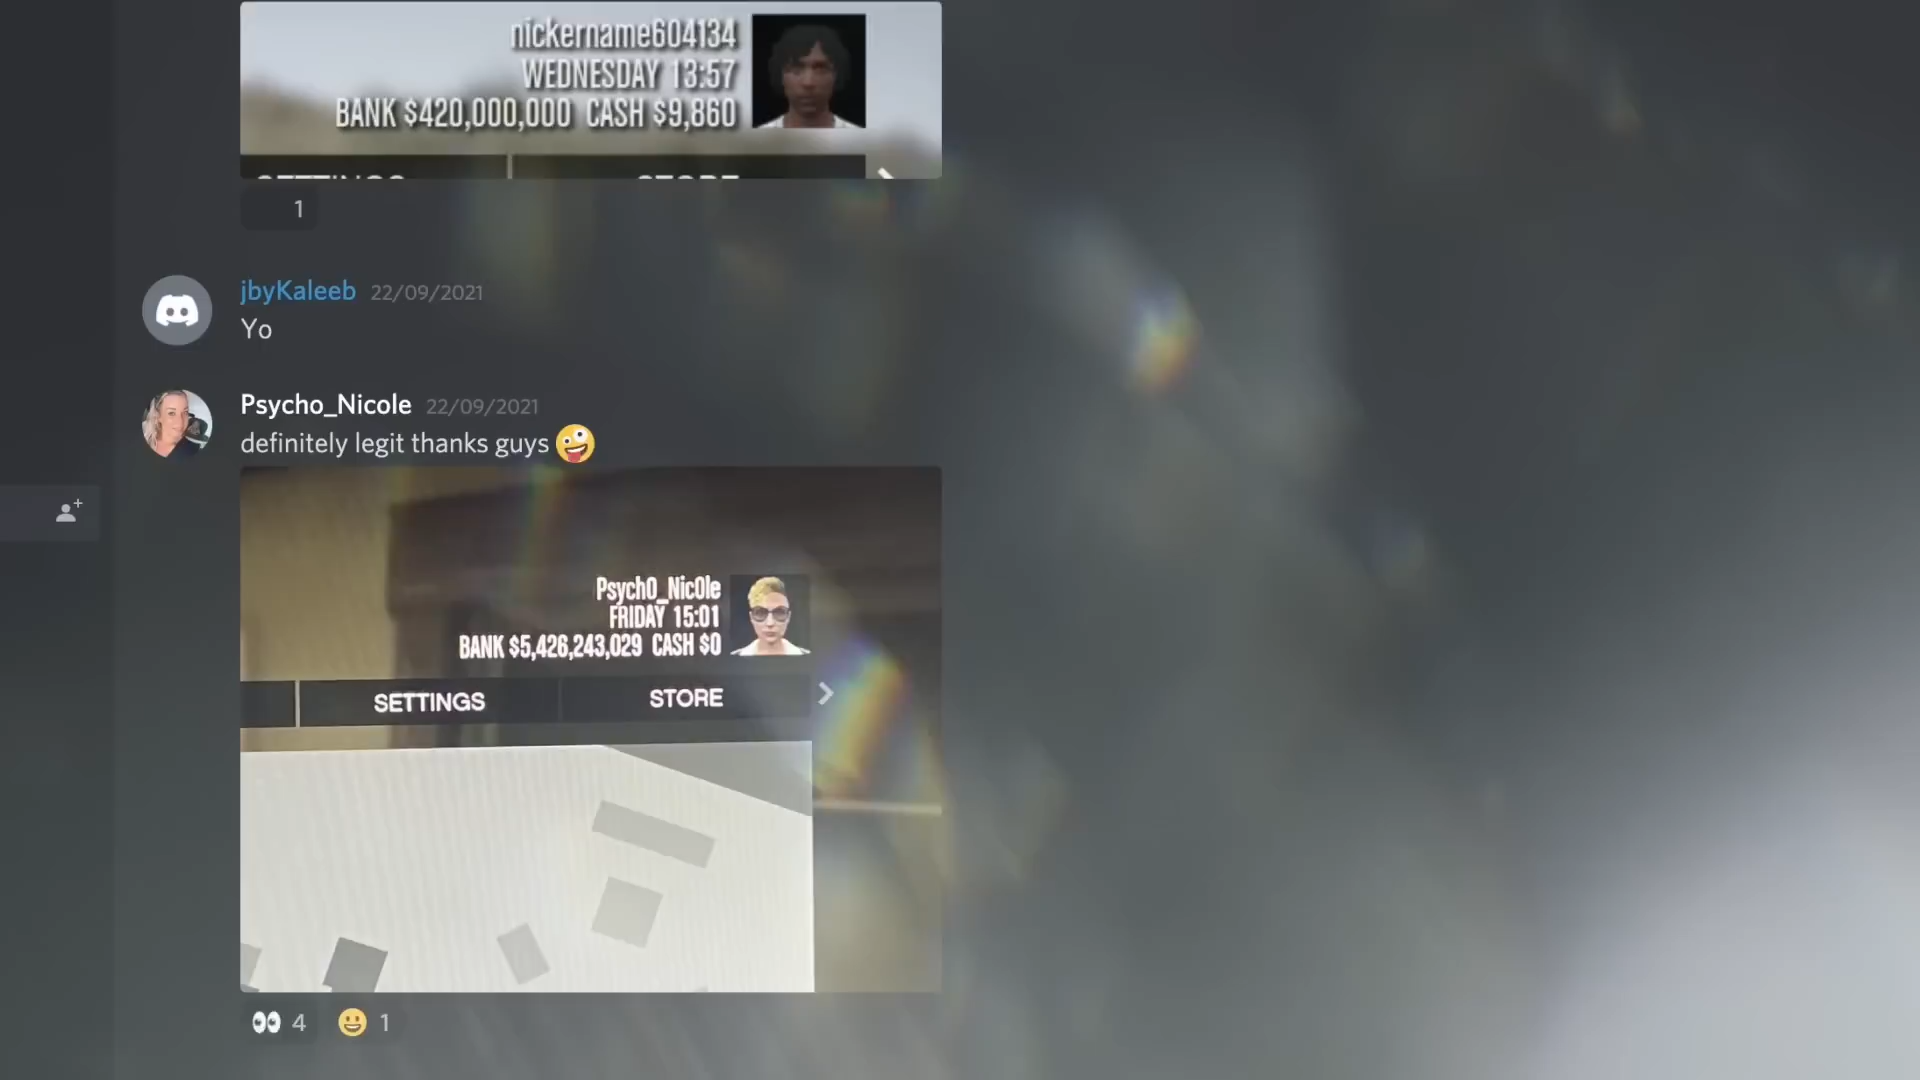 nickername604134
WEDNESDAY 13:57
BANK $420,000,000 CASH $9,860
SETTINGS STORE
1
jbyKaleeb 22/09/2021
Yo
Psycho_Nicole 22/09/2021
definitely legit thanks guys 🤪
Psych0_Nic0le
FRIDAY 15:01
BANK $5,426,243,029 CASH $0
SETTINGS STORE
👀 4 😀 1